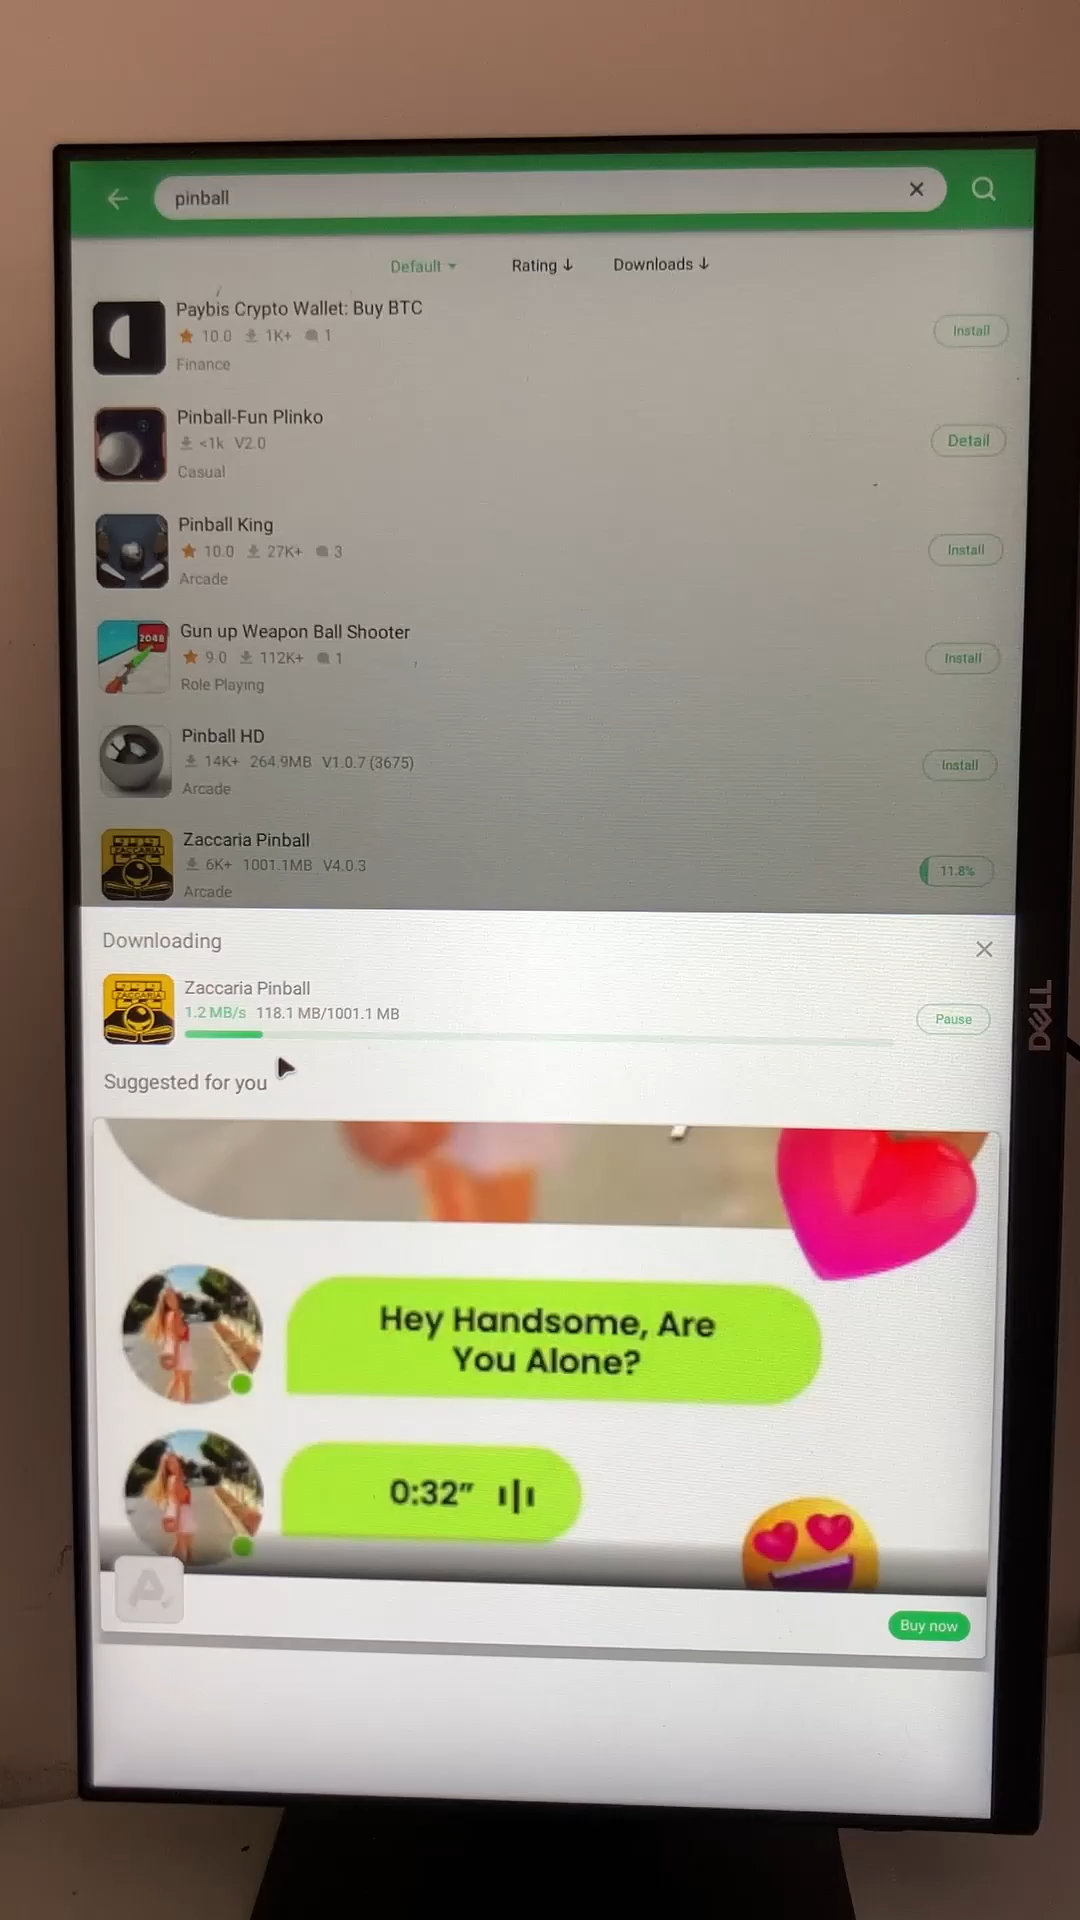 pinball
Default
Rating ↓
Downloads ↓
Paybis Crypto Wallet: Buy BTC
10.0 1K+ 1
Finance
Install
Pinball-Fun Plinko
<1k V2.0
Casual
Detail
Pinball King
10.0 27K+ 3
Arcade
Install
2048
Gun up Weapon Ball Shooter
9.0 112K+ 1
Role Playing
Install
Pinball HD
14K+ 264.9MB V1.0.7 (3675)
Arcade
Install
ZACCARIA
Zaccaria Pinball
6K+ 1001.1MB V4.0.3
Arcade
11.8%
Downloading
ZACCARIA
Zaccaria Pinball
1.2 MB/s 118.1 MB/1001.1 MB
Pause
Suggested for you
Hey Handsome, Are
You Alone?
0:32″
A
Buy now
DELL